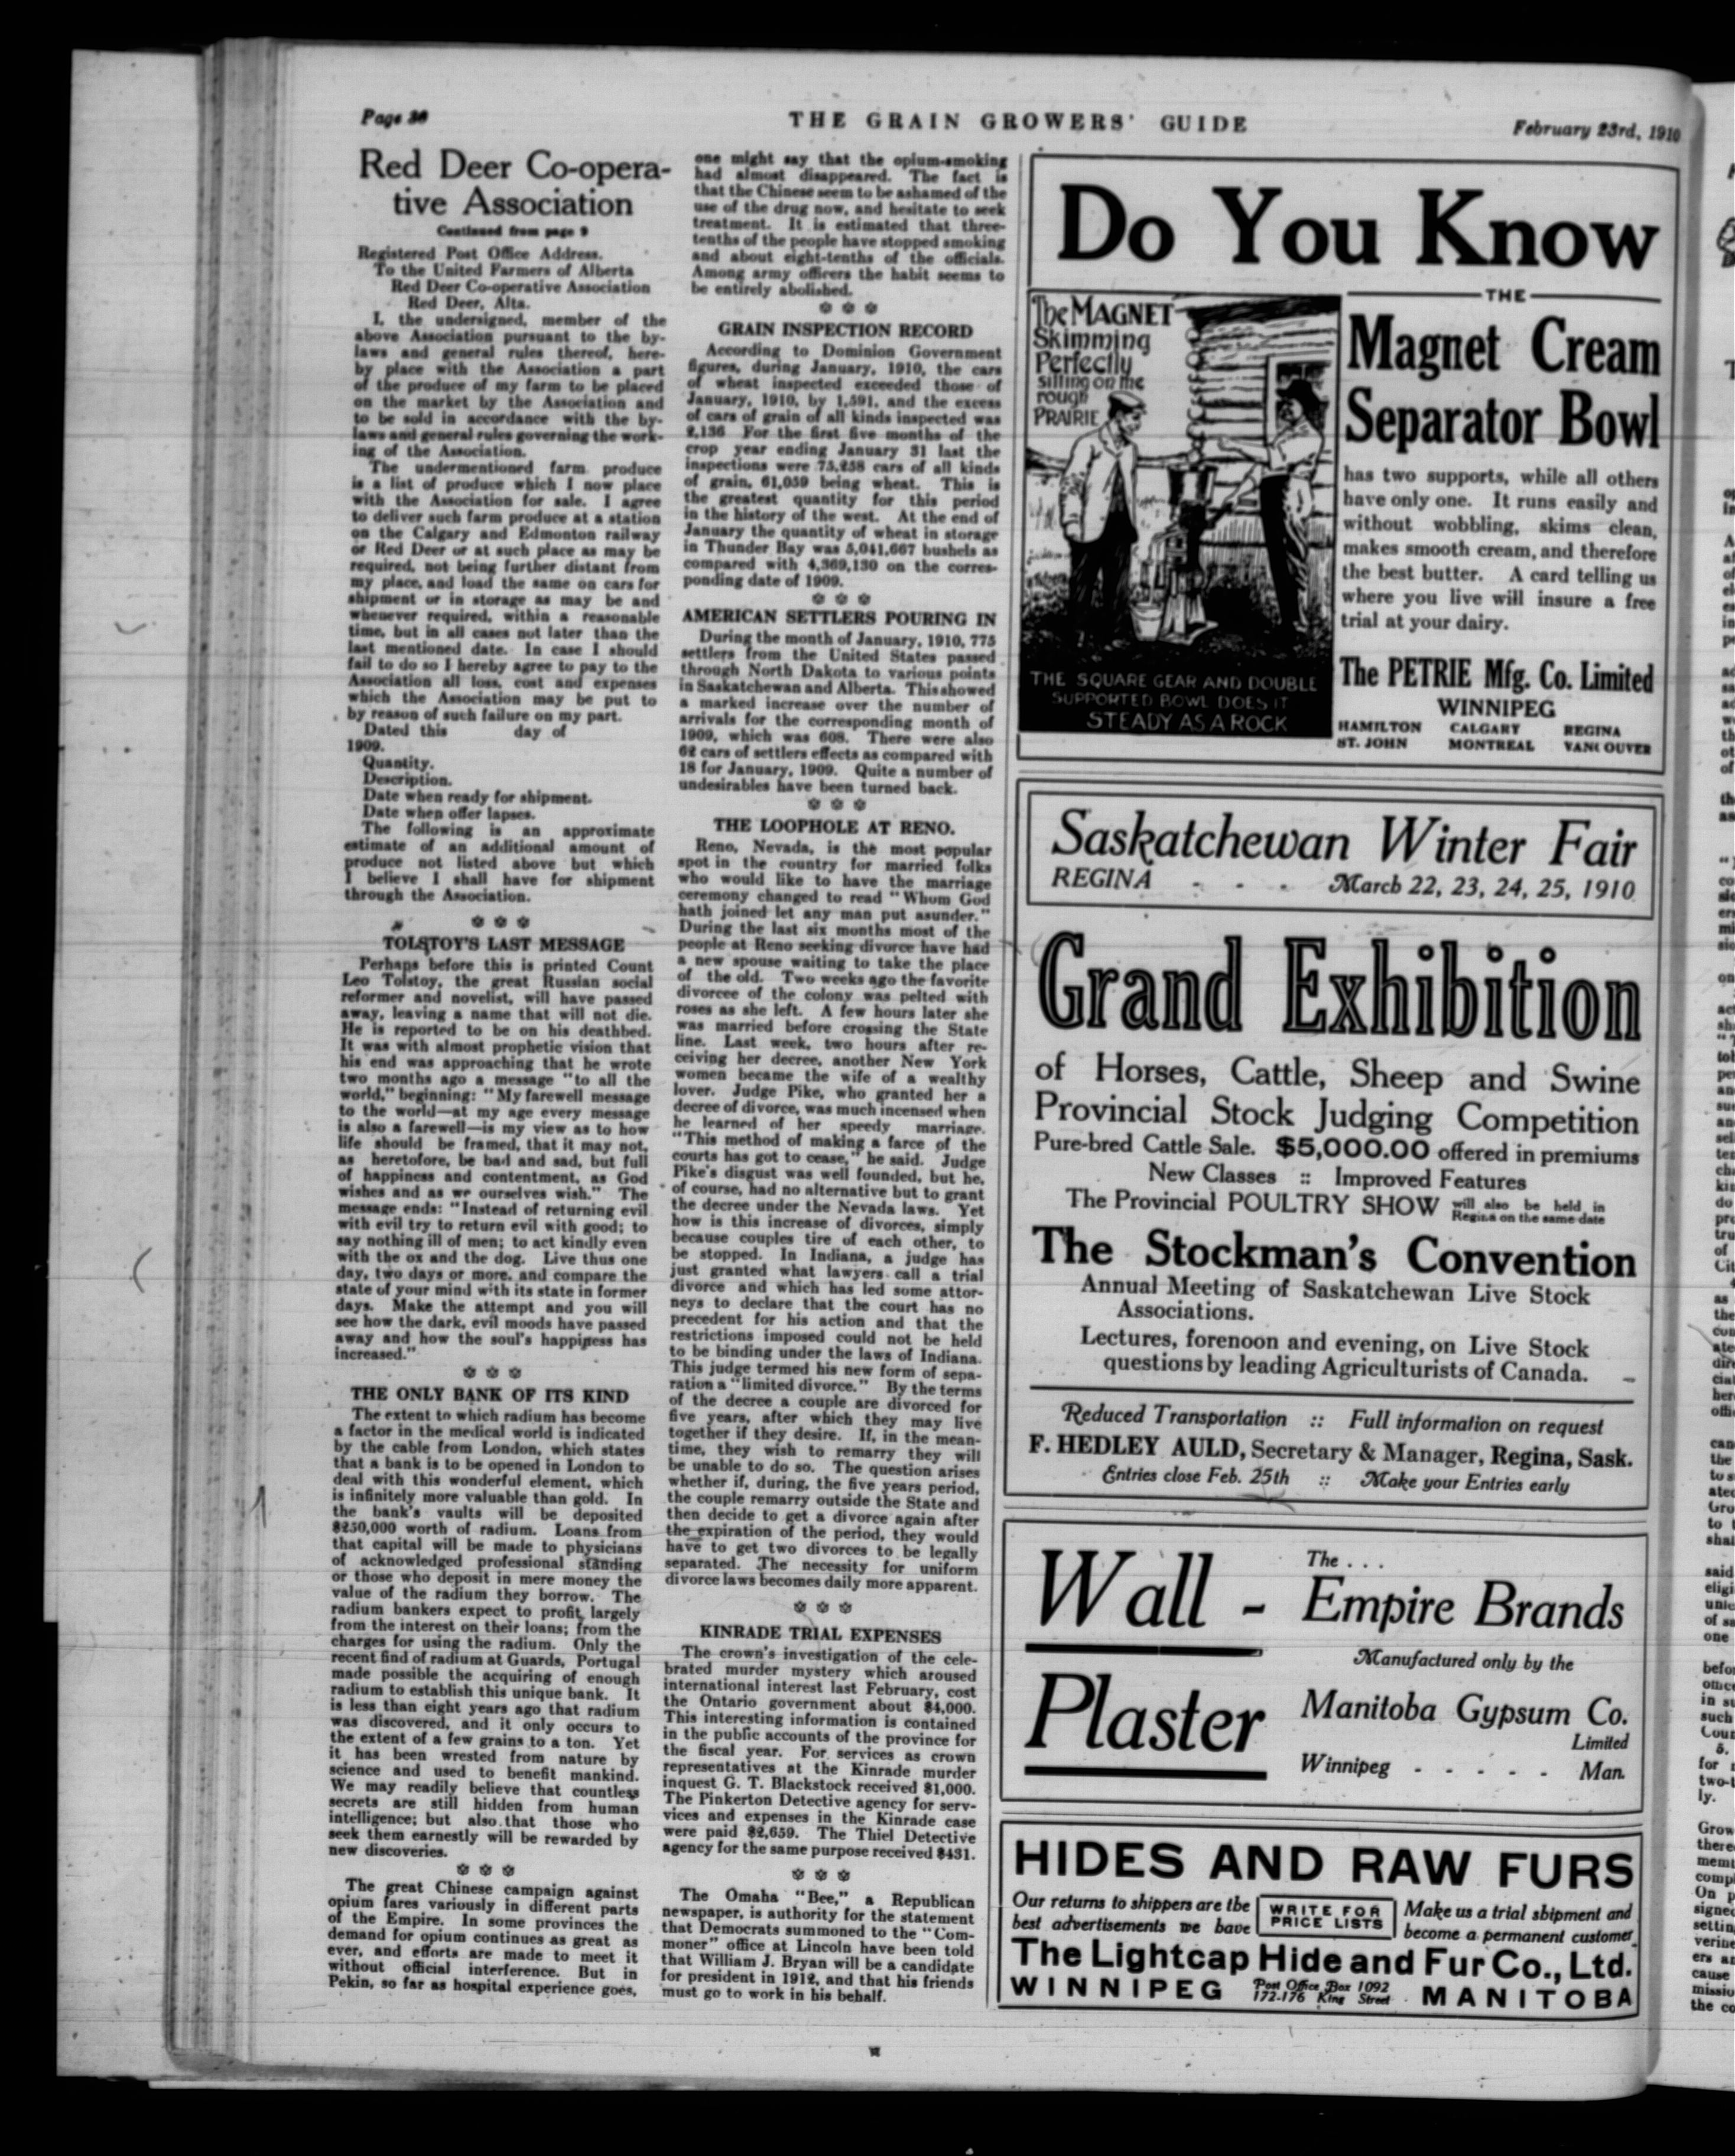 Page
THE GRAIN GROWERS' GUIDE
February 23rd, 1910
Red Deer Co-opera-
tive Association
Continued from page 9
Registered Post Office Address.
To the United Farmers of Alberta
Red Deer Co-operative Association
Red Deer, Alta.
I, the undersigned, member of the
above Association pursuant to the by-
laws and general rules thereof, here-
by place with the Association a part
of the produce of my farm to be placed
on the market by the Association and
to be sold in accordance with the by-
laws and general rules governing the work-
ing of the Association.
The undermentioned farm produce
is a list of produce which I now place
with the Association for sale. I agree
to deliver such farm produce at a station
on the Calgary and Edmonton railway
or Red Deer or at such place as may be
required, not being further distant from
my place, and load the same on cars for
shipment or in storage as may be and
whenever required, within a reasonable
time, but in all cases not later than the
last mentioned date. In case I should
fail to do so I hereby agree to pay to the
Association all loss, cost and expenses
which the Association may be put to
by reason of such failure on my part.
Dated this day of
1909.
Quantity.
Description.
Date when ready for shipment.
Date when offer lapses.
The following is an approximate
estimate of an additional amount of
produce not listed above but which
I believe I shall have for shipment
through the Association.
TOLSTOY'S LAST MESSAGE
Perhaps before this is printed Count
Leo Tolstoy, the great Russian social
reformer and novelist, will have passed
away, leaving a name that will not die.
He is reported to be on his deathbed.
It was with almost prophetic vision that
his end was approaching that he wrote
two months ago a message "to all the
world," beginning: "My farewell message
to the world—at my age every message
is also a farewell—is my view as to how
life should be framed, that it may not,
as heretofore, be bad and sad, but full
of happiness and contentment, as God
wishes and as we ourselves wish." The
message ends: "Instead of returning evil
with evil try to return evil with good; to
say nothing ill of men; to act kindly even
with the ox and the dog. Live thus one
day, two days or more, and compare the
state of your mind with its state in former
days. Make the attempt and you will
see how the dark, evil moods have passed
away and how the soul's happiness has
increased."
THE ONLY BANK OF ITS KIND
The extent to which radium has become
a factor in the medical world is indicated
by the cable from London, which states
that a bank is to be opened in London to
deal with this wonderful element, which
is infinitely more valuable than gold. In
the bank's vaults will be deposited
$250,000 worth of radium. Loans from
that capital will be made to physicians
of acknowledged professional standing
or those who deposit in mere money the
value of the radium they borrow. The
radium bankers expect to profit largely
from the interest on their loans; from the
charges for using the radium. Only the
recent find of radium at Guards, Portugal
made possible the acquiring of enough
radium to establish this unique bank. It
is less than eight years ago that radium
was discovered, and it only occurs to
the extent of a few grains to a ton. Yet
it has been wrested from nature by
science and used to benefit mankind.
We may readily believe that countless
secrets are still hidden from human
intelligence; but also that those who
seek them earnestly will be rewarded by
new discoveries.
The great Chinese campaign against
opium fares variously in different parts
of the Empire. In some provinces the
demand for opium continues as great as
ever, and efforts are made to meet it
without official interference. But in
Pekin, so far as hospital experience goes,
one might say that the opium-smoking
had almost disappeared. The fact is
that the Chinese seem to be ashamed of the
use of the drug now, and hesitate to seek
treatment. It is estimated that three-
tenths of the people have stopped smoking
and about eight-tenths of the officials.
Among army officers the habit seems to
be entirely abolished.
GRAIN INSPECTION RECORD
According to Dominion Government
figures, during January, 1910, the cars
of wheat inspected exceeded those of
January, 1910, by 1,591, and the excess
of cars of grain of all kinds inspected was
2,136 For the first five months of the
crop year ending January 31 last the
inspections were 75,258 cars of all kinds
of grain, 61,059 being wheat. This is
the greatest quantity for this period
in the history of the west. At the end of
January the quantity of wheat in storage
in Thunder Bay was 5,041,667 bushels as
compared with 4,369,130 on the corres-
ponding date of 1909.
AMERICAN SETTLERS POURING IN
During the month of January, 1910, 775
settlers from the United States passed
through North Dakota to various points
in Saskatchewan and Alberta. This showed
a marked increase over the number of
arrivals for the corresponding month of
1909, which was 608. There were also
62 cars of settlers effects as compared with
18 for January, 1909. Quite a number of
undesirables have been turned back.
THE LOOPHOLE AT RENO.
Reno, Nevada, is the most popular
spot in the country for married folks
who would like to have the marriage
ceremony changed to read "Whom God
hath joined let any man put asunder."
During the last six months most of the
people at Reno seeking divorce have had
a new spouse waiting to take the place
of the old. Two weeks ago the favorite
divorcee of the colony was pelted with
roses as she left. A few hours later she
was married before crossing the State
line. Last week, two hours after re-
ceiving her decree, another New York
women became the wife of a wealthy
lover. Judge Pike, who granted her a
decree of divorce, was much incensed when
he learned of her speedy marriage.
"This method of making a farce of the
courts has got to cease," he said. Judge
Pike's disgust was well founded, but he,
of course, had no alternative but to grant
the decree under the Nevada laws. Yet
how is this increase of divorces, simply
because couples tire of each other, to
be stopped. In Indiana, a judge has
just granted what lawyers call a trial
divorce and which has led some attor-
neys to declare that the court has no
precedent for his action and that the
restrictions imposed could not be held
to be binding under the laws of Indiana.
This judge termed his new form of sepa-
ration a "limited divorce." By the terms
of the decree a couple are divorced for
five years, after which they may live
together if they desire. If, in the mean-
time, they wish to remarry they will
be unable to do so. The question arises
whether if, during, the five years period,
the couple remarry outside the State and
then decide to get a divorce again after
the expiration of the period, they would
have to get two divorces to be legally
separated. The necessity for uniform
divorce laws becomes daily more apparent.
KINRADE TRIAL EXPENSES
The crown's investigation of the cele-
brated murder mystery which aroused
international interest last February, cost
the Ontario government about $4,000.
This interesting information is contained
in the public accounts of the province for
the fiscal year. For services as crown
representatives at the Kinrade murder
inquest G. T. Blackstock received $1,000.
The Pinkerton Detective agency for serv-
vices and expenses in the Kinrade case
were paid $2,659. The Thiel Detective
agency for the same purpose received $431.
The Omaha "Bee," a Republican
newspaper, is authority for the statement
that Democrats summoned to the "Com-
moner" office at Lincoln have been told
that William J. Bryan will be a candidate
for president in 1912, and that his friends
must go to work in his behalf.
Do You Know
THE
The MAGNET
Skimming
Perfectly
sitting on the
rough
PRAIRIE
THE SQUARE GEAR AND DOUBLE
SUPPORTED BOWL DOES IT
STEADY AS A ROCK
Magnet Cream
Separator Bowl
has two supports, while all others
have only one. It runs easily and
without wobbling, skims clean,
makes smooth cream, and therefore
the best butter. A card telling us
where you live will insure a free
trial at your dairy.
The PETRIE Mfg. Co. Limited
WINNIPEG
HAMILTON CALGARY REGINA
ST. JOHN MONTREAL VANCOUVER
Saskatchewan Winter Fair
REGINA - - - March 22, 23, 24, 25, 1910
Grand Exhibition
of Horses, Cattle, Sheep and Swine
Provincial Stock Judging Competition
Pure-bred Cattle Sale. $5,000.00 offered in premiums
New Classes :: Improved Features
The Provincial POULTRY SHOW will also be held in
Regina on the same date
The Stockman's Convention
Annual Meeting of Saskatchewan Live Stock
Associations.
Lectures, forenoon and evening, on Live Stock
questions by leading Agriculturists of Canada.
Reduced Transportation :: Full information on request
F. HEDLEY AULD, Secretary & Manager, Regina, Sask.
Entries close Feb. 25th :: Make your Entries early
Wall -
Plaster
The . . .
Empire Brands
Manufactured only by the
Manitoba Gypsum Co.
Limited
Winnipeg - - - - - Man.
HIDES AND RAW FURS
Our returns to shippers are the
best advertisements we have
WRITE FOR
PRICE LISTS
Make us a trial shipment and
become a permanent customer
The Lightcap Hide and Fur Co., Ltd.
WINNIPEG Post Office Box 1092
172-176 King Street MANITOBA